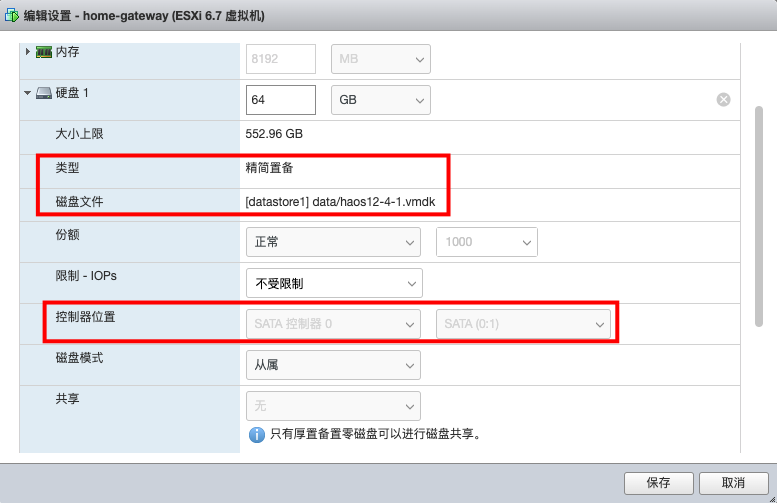 编辑设置 - home-gateway (ESXi 6.7 虚拟机)
内存 8192 MB
硬盘 1 64 GB
大小上限 552.96 GB
类型 精简置备
磁盘文件 [datastore1] data/haos12-4-1.vmdk
份额 正常 1000
限制 - IOPs 不受限制
控制器位置 SATA 控制器 0 SATA (0:1)
磁盘模式 从属
共享 无
只有厚置备置零磁盘可以进行磁盘共享。
保存 取消